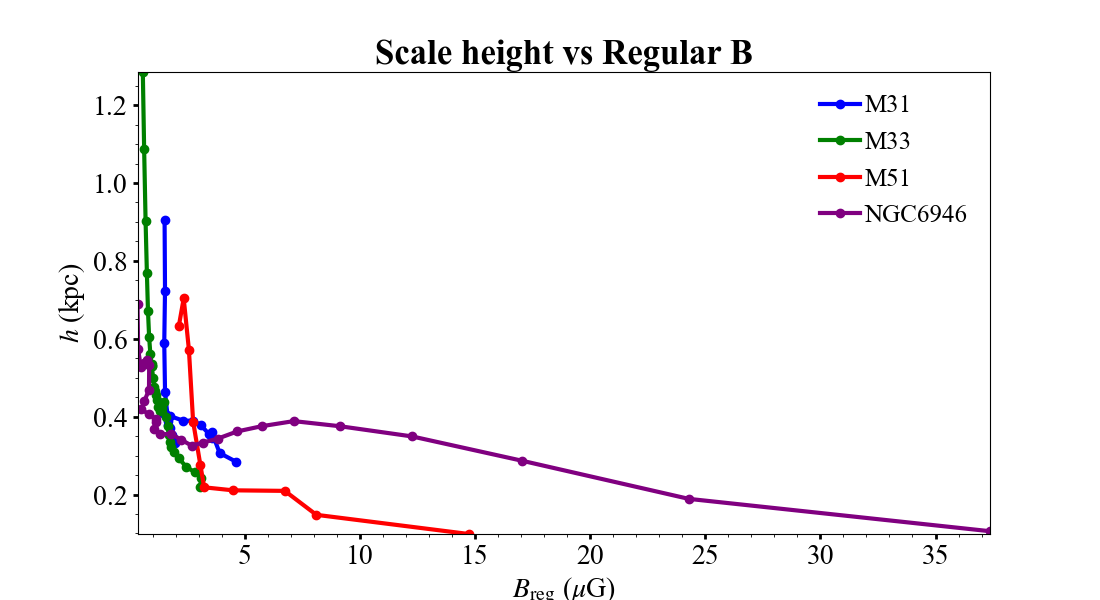 Scale height vs Regular B
M31
M33
M51
NGC6946
h (kpc)
1.2
1.0
0.8
0.6
0.4
0.2
5 10 15 20 25 30 35
B_reg (μG)